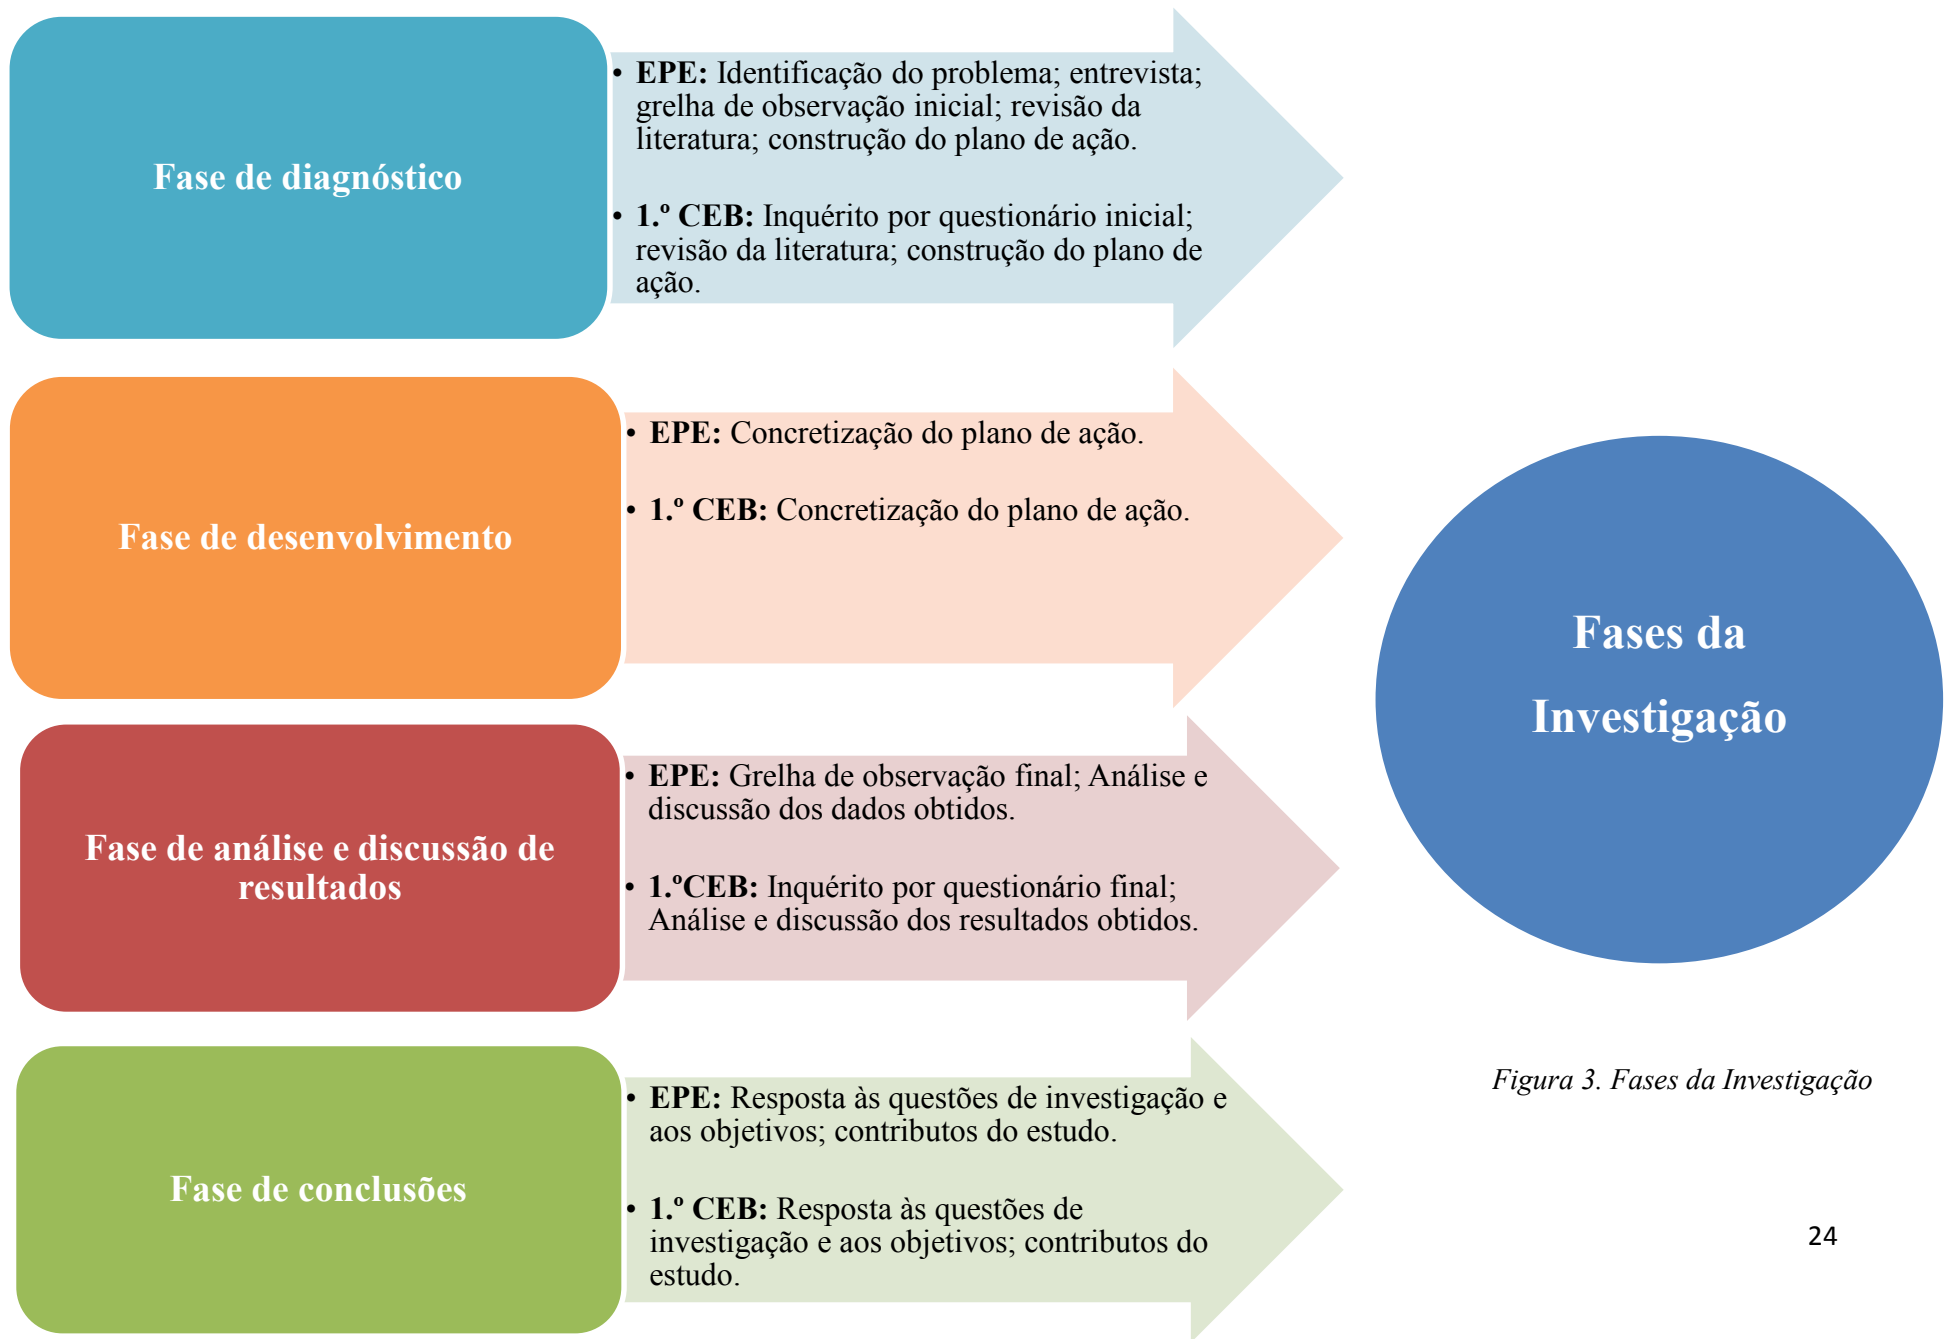 Fase de diagnóstico
• EPE: Identificação do problema; entrevista;
grelha de observação inicial; revisão da
literatura; construção do plano de ação.
• 1.º CEB: Inquérito por questionário inicial;
revisão da literatura; construção do plano de
ação.
Fase de desenvolvimento
• EPE: Concretização do plano de ação.
• 1.º CEB: Concretização do plano de ação.
Fase de análise e discussão de
resultados
• EPE: Grelha de observação final; Análise e
discussão dos dados obtidos.
• 1.ºCEB: Inquérito por questionário final;
Análise e discussão dos resultados obtidos.
Fase de conclusões
• EPE: Resposta às questões de investigação e
aos objetivos; contributos do estudo.
• 1.º CEB: Resposta às questões de
investigação e aos objetivos; contributos do
estudo.
Fases da
Investigação
Figura 3. Fases da Investigação
24